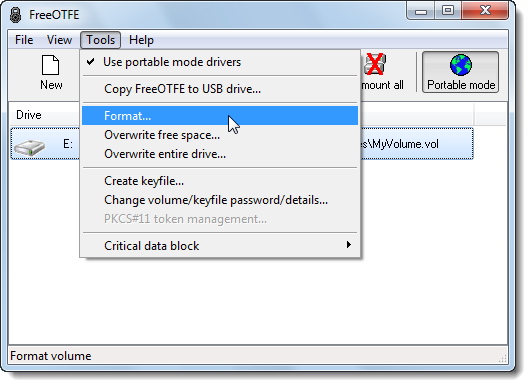 FreeOTFE
File View Tools Help
New
mount all
Portable mode
Use portable mode drivers
Copy FreeOTFE to USB drive...
Format...
Overwrite free space...
Overwrite entire drive...
Create keyfile...
Change volume/keyfile password/details...
PKCS#11 token management...
Critical data block
Drive
E:
es\MyVolume.vol
Format volume